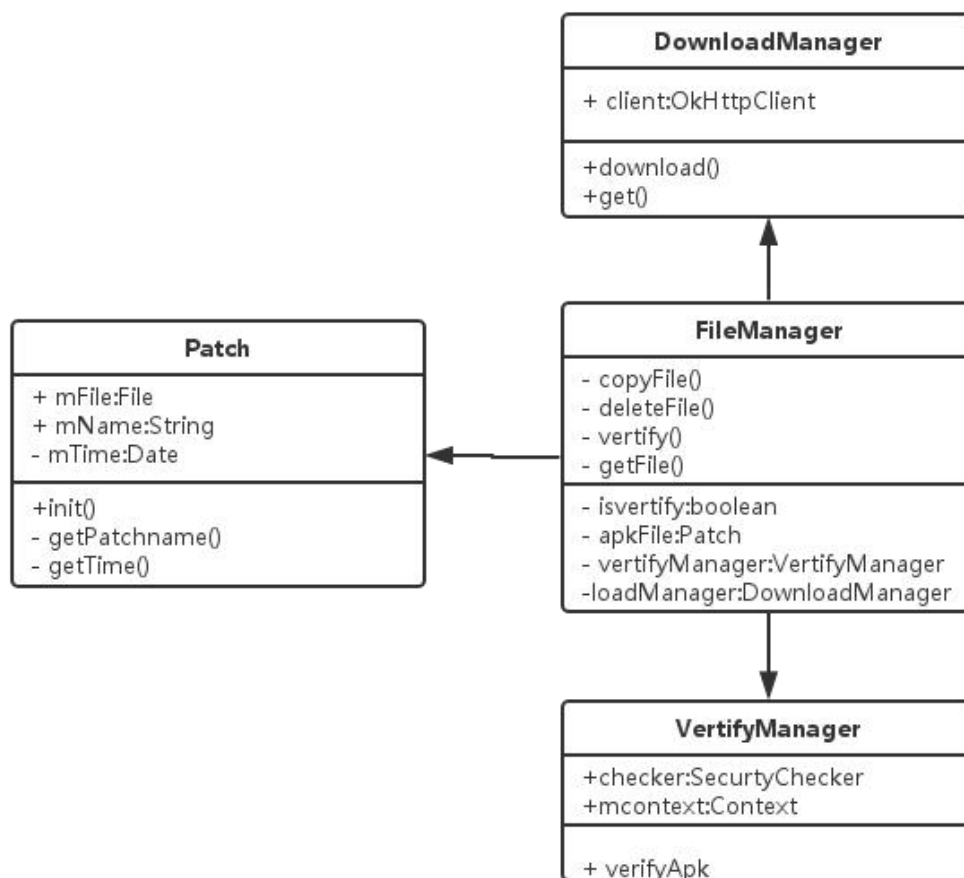 DownloadManager
+ client:OkHttpClient
+download()
+get()
Patch
+ mFile:File
+ mName:String
- mTime:Date
+init()
- getPatchname()
- getTime()
FileManager
- copyFile()
- deleteFile()
- vertify()
- getFile()
- isvertify:boolean
- apkFile:Patch
- vertifyManager:VertifyManager
-loadManager:DownloadManager
VertifyManager
+checker:SecurtyChecker
+mcontext:Context
+ verifyApk